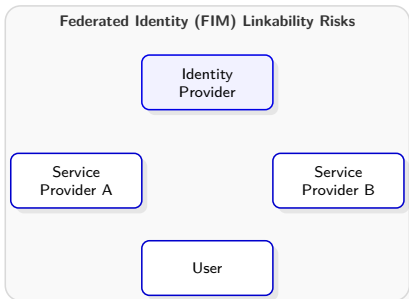 Federated Identity (FIM) Linkability Risks
Identity
Provider
Service
Provider A
Service
Provider B
User